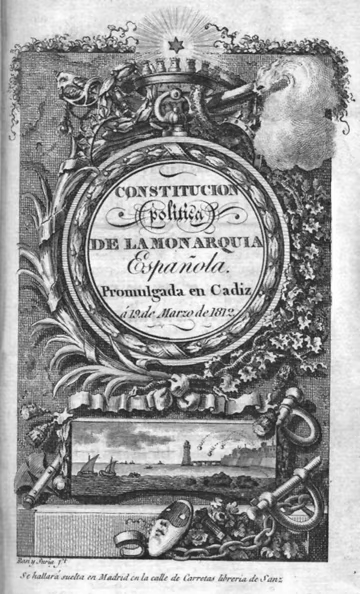 CONSTITUCION
politica
DE LA MONARQUIA
Española.
Promulgada en Cadiz
á 19 de Marzo de 1812
Se hallará suelta en Madrid en la calle de Carretas libreria de Sanz